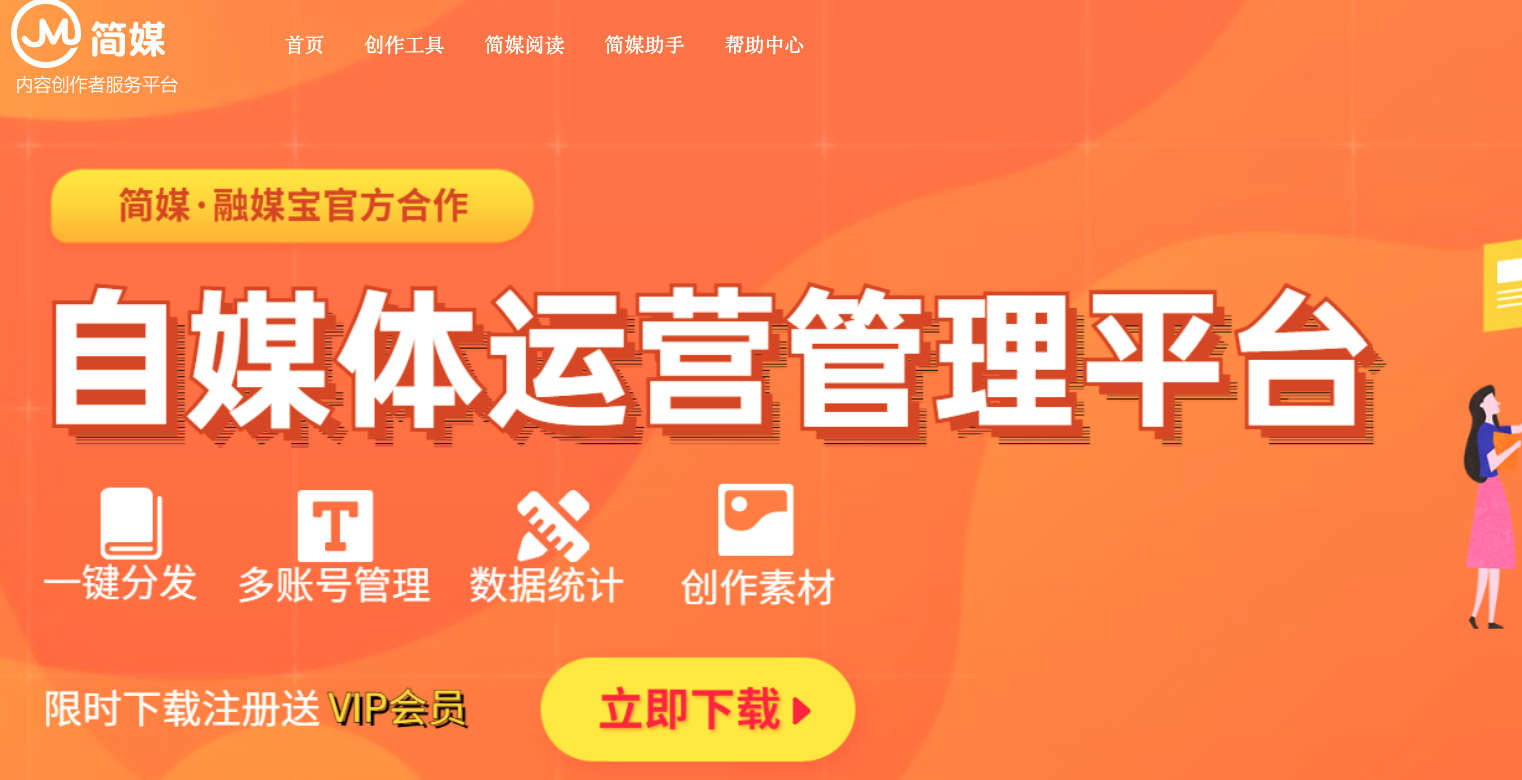 简媒
内容创作者服务平台
首页 创作工具 简媒阅读 简媒助手 帮助中心
简媒·融媒宝官方合作
自媒体运营管理平台
一键分发 多账号管理 数据统计 创作素材
限时下载注册送 VIP会员
立即下载